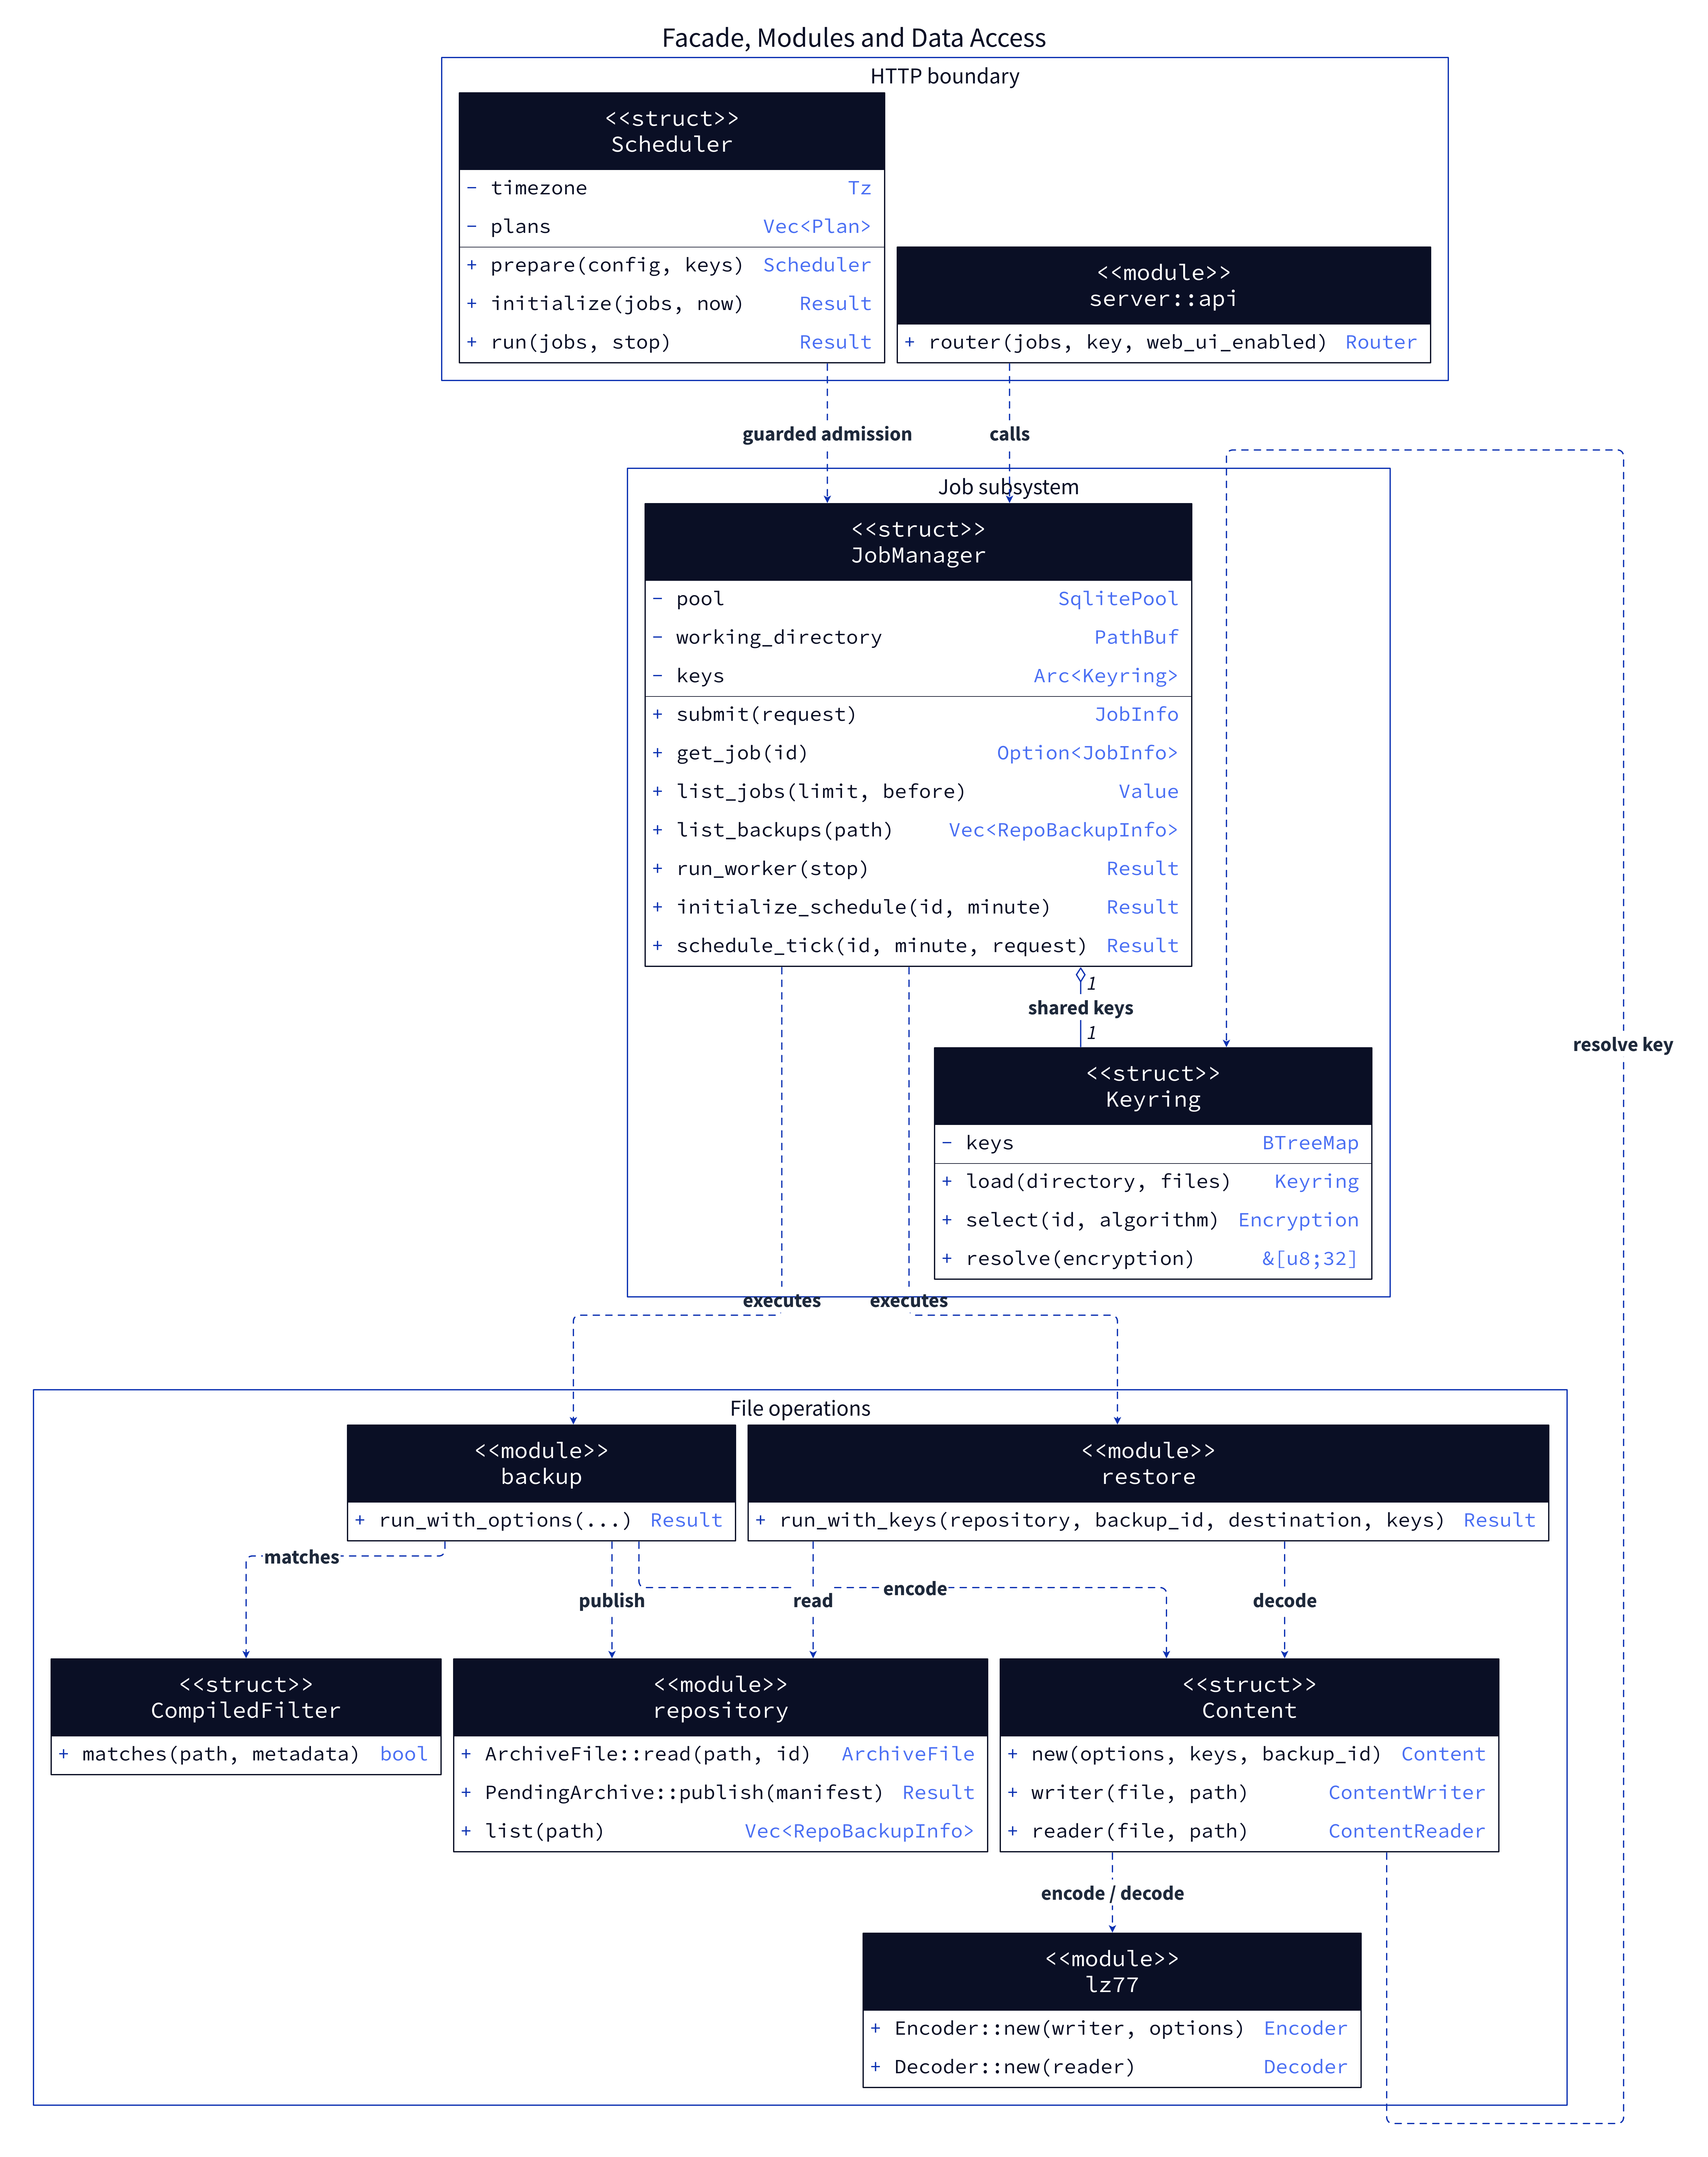 Facade, Modules and Data Access
HTTP boundary
<<struct>>
Scheduler
- timezone Tz
- plans Vec<Plan>
+ prepare(config, keys) Scheduler
+ initialize(jobs, now) Result
+ run(jobs, stop) Result
<<module>>
server::api
+ router(jobs, key, web_ui_enabled) Router
guarded admission
calls
Job subsystem
<<struct>>
JobManager
- pool SqlitePool
- working_directory PathBuf
- keys Arc<Keyring>
+ submit(request) JobInfo
+ get_job(id) Option<JobInfo>
+ list_jobs(limit, before) Value
+ list_backups(path) Vec<RepoBackupInfo>
+ run_worker(stop) Result
+ initialize_schedule(id, minute) Result
+ schedule_tick(id, minute, request) Result
1
shared keys
1
resolve key
<<struct>>
Keyring
- keys BTreeMap
+ load(directory, files) Keyring
+ select(id, algorithm) Encryption
+ resolve(encryption) &[u8;32]
executes
executes
File operations
<<module>>
backup
+ run_with_options(...) Result
<<module>>
restore
+ run_with_keys(repository, backup_id, destination, keys) Result
matches
publish
read
encode
decode
<<struct>>
CompiledFilter
+ matches(path, metadata) bool
<<module>>
repository
+ ArchiveFile::read(path, id) ArchiveFile
+ PendingArchive::publish(manifest) Result
+ list(path) Vec<RepoBackupInfo>
<<struct>>
Content
+ new(options, keys, backup_id) Content
+ writer(file, path) ContentWriter
+ reader(file, path) ContentReader
encode / decode
<<module>>
lz77
+ Encoder::new(writer, options) Encoder
+ Decoder::new(reader) Decoder